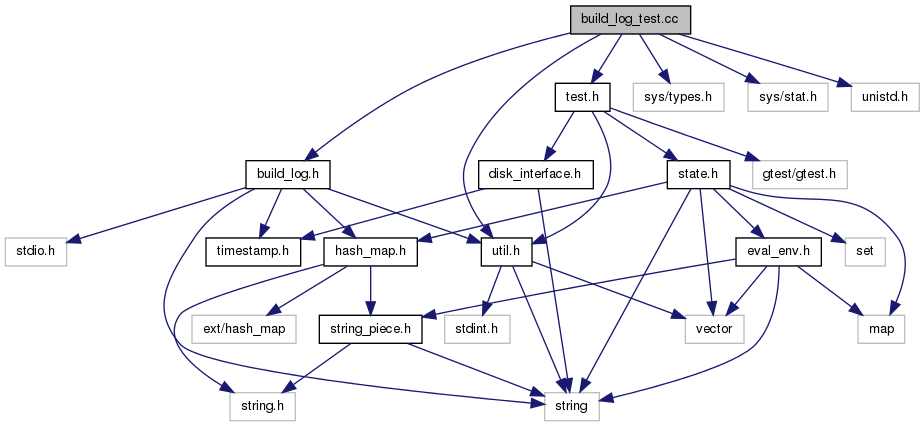 build_log_test.cc
test.h
sys/types.h
sys/stat.h
unistd.h
build_log.h
disk_interface.h
state.h
gtest/gtest.h
stdio.h
timestamp.h
hash_map.h
util.h
eval_env.h
set
ext/hash_map
string_piece.h
stdint.h
vector
map
string.h
string